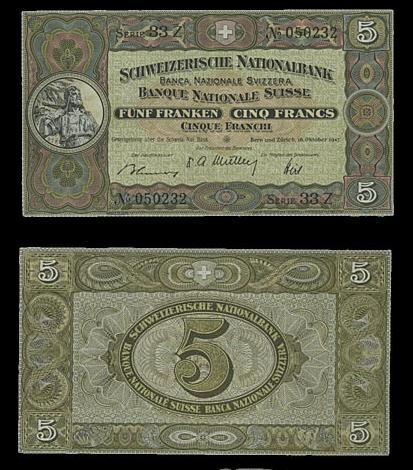 SERIE 33 Z
№ 050232
5
SCHWEIZERISCHE NATIONALBANK
BANCA NAZIONALE SVIZZERA
BANQUE NATIONALE SUISSE
FÜNF FRANKEN CINQ FRANCS
CINQUE FRANCHI
Bern und Zürich, 16. Oktober
№ 050232
SERIE 33 Z
5
5
5
SCHWEIZERISCHE NATIONALBANK
5
BANQUE NATIONALE SUISSE BANCA NAZIONALE SVIZZERA
5
5